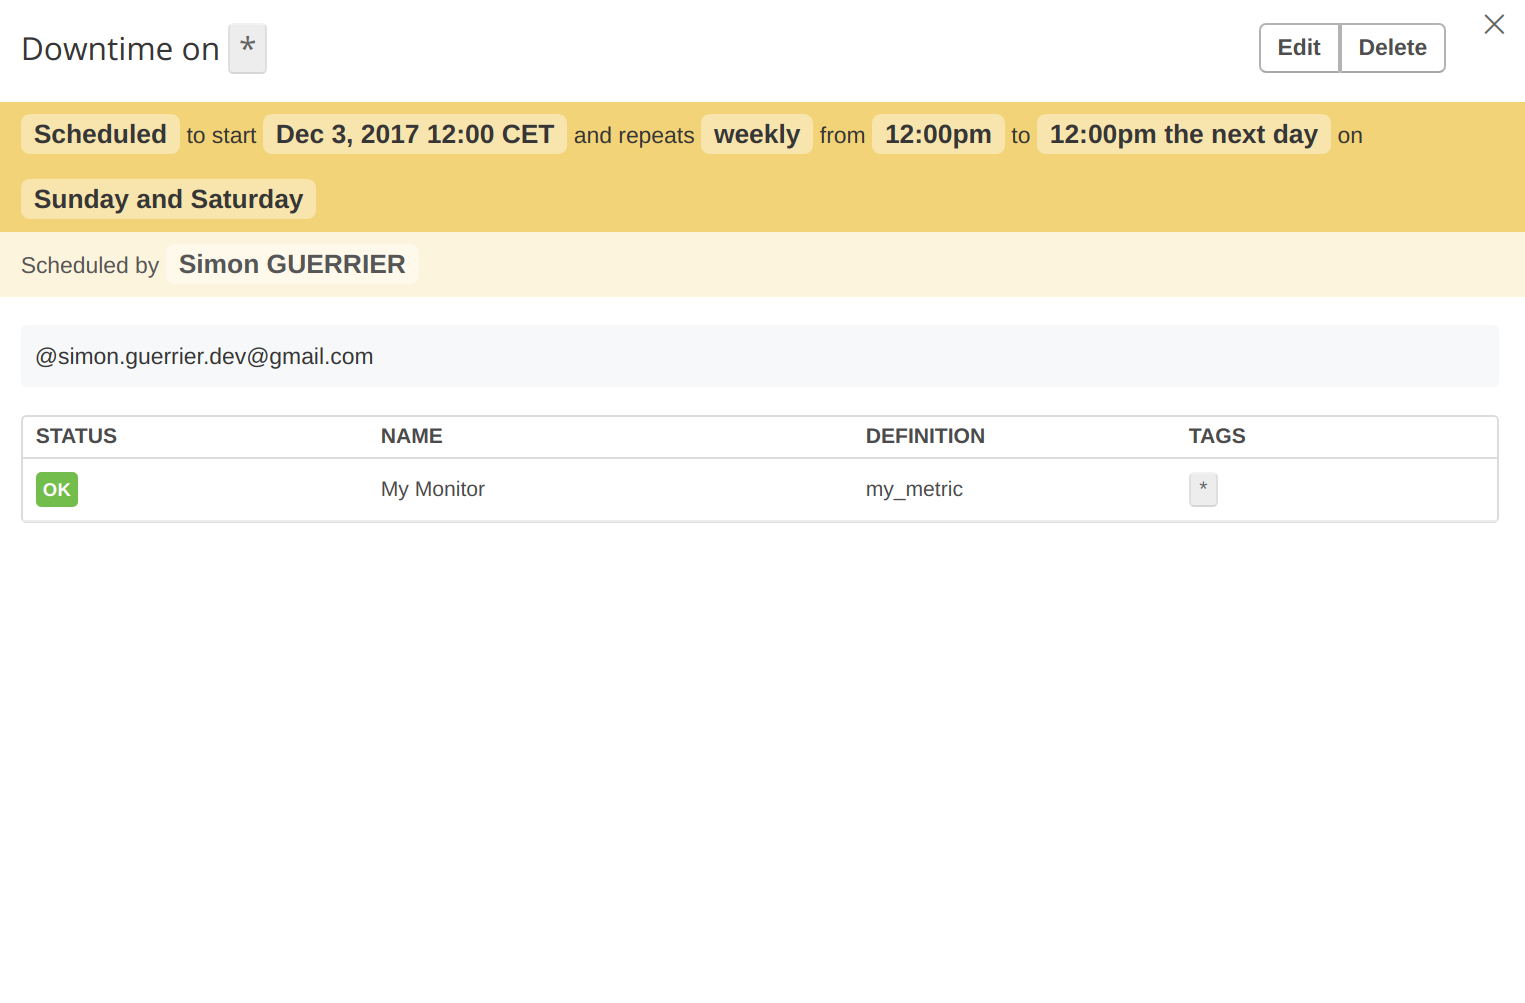 Downtime on *
Edit Delete
Scheduled to start Dec 3, 2017 12:00 CET and repeats weekly from 12:00pm to 12:00pm the next day on
Sunday and Saturday
Scheduled by Simon GUERRIER
@simon.guerrier.dev@gmail.com
STATUS NAME DEFINITION TAGS
OK My Monitor my_metric *